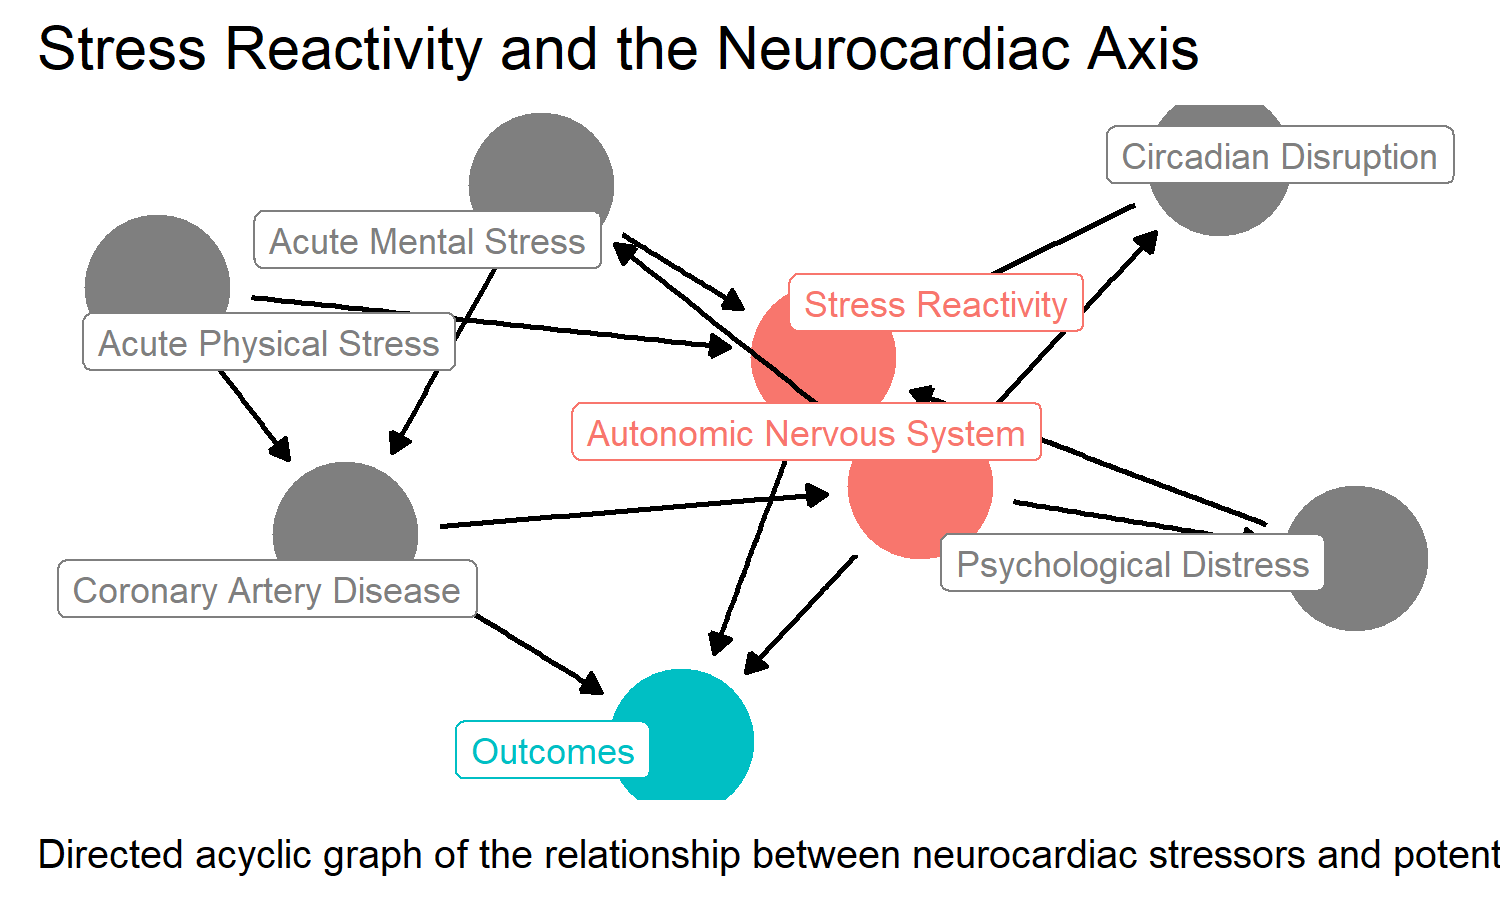 Stress Reactivity and the Neurocardiac Axis
Circadian Disruption
Acute Mental Stress
Stress Reactivity
Acute Physical Stress
Autonomic Nervous System
Psychological Distress
Coronary Artery Disease
Outcomes
Directed acyclic graph of the relationship between neurocardiac stressors and potent